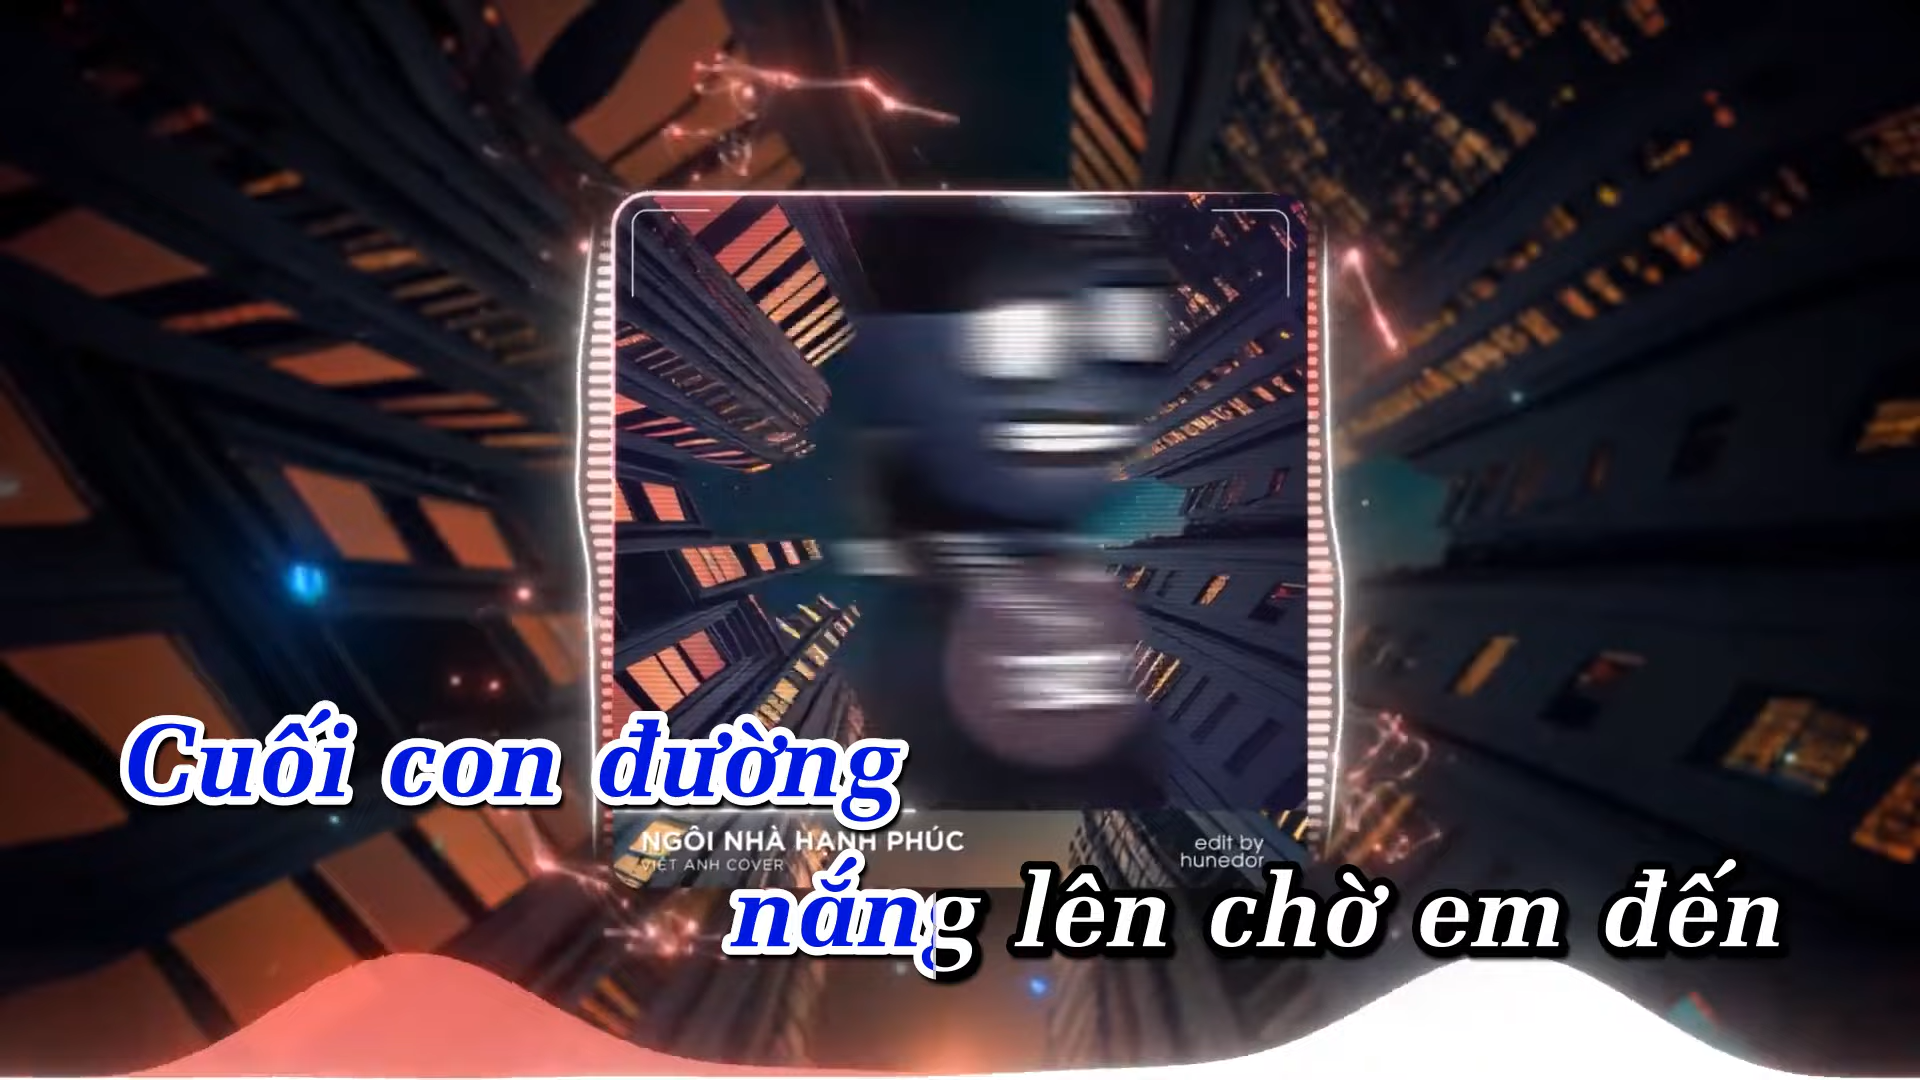 Cuối con đường
NGÔI NHÀ HẠNH PHÚC
VIỆT ANH COVER
edit by
hunedor
nắng lên chờ em đến